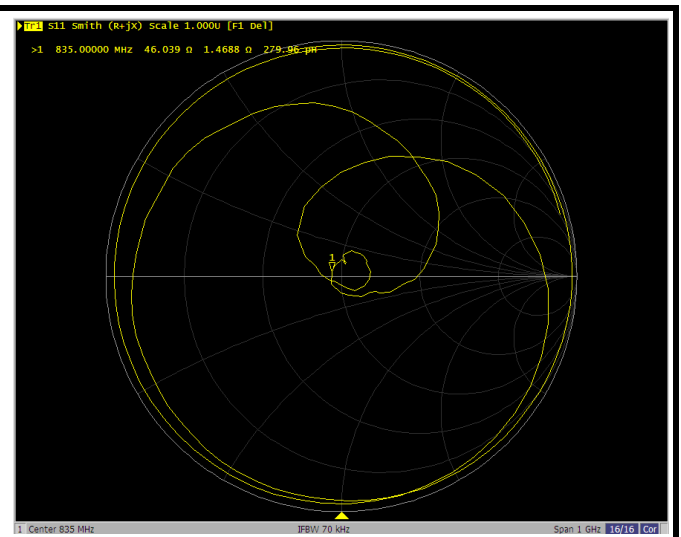 Tr1 S11 Smith (R+jX) Scale 1.000U [F1 Del]
>1 835.00000 MHz 46.039 Ω 1.4688 Ω 279.96 pH
1
1 Center 835 MHz IFBW 70 kHz Span 1 GHz 16/16 Cor